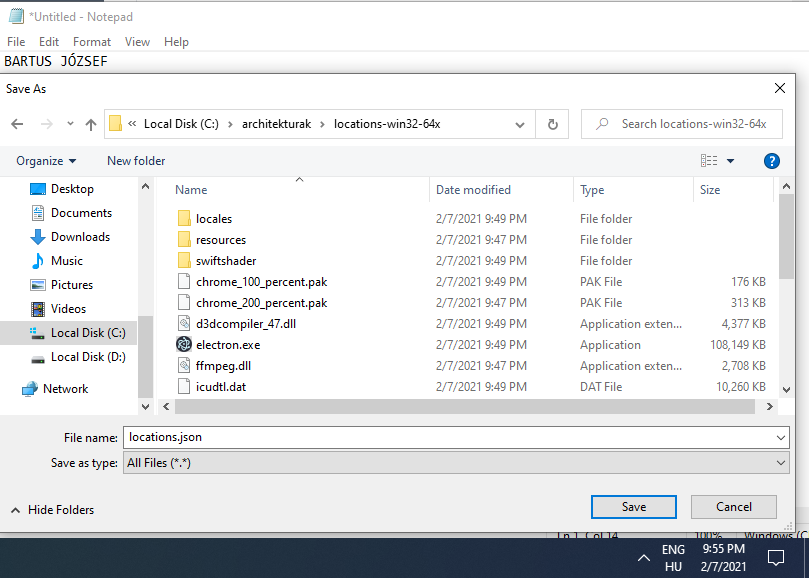 *Untitled - Notepad
File Edit Format View Help
BARTUS JÓZSEF
Save As
« Local Disk (C:) › architekturak › locations-win32-64x
Search locations-win32-64x
Organize New folder
Desktop
Documents
Downloads
Music
Pictures
Videos
Local Disk (C:)
Local Disk (D:)
Network
Name Date modified Type Size
locales 2/7/2021 9:49 PM File folder
resources 2/7/2021 9:47 PM File folder
swiftshader 2/7/2021 9:49 PM File folder
chrome_100_percent.pak 2/7/2021 9:49 PM PAK File 176 KB
chrome_200_percent.pak 2/7/2021 9:47 PM PAK File 313 KB
d3dcompiler_47.dll 2/7/2021 9:49 PM Application exten... 4,377 KB
electron.exe 2/7/2021 9:49 PM Application 108,149 KB
ffmpeg.dll 2/7/2021 9:47 PM Application exten... 2,708 KB
icudtl.dat 2/7/2021 9:49 PM DAT File 10,260 KB
File name: locations.json
Save as type: All Files (*.*)
Hide Folders
Save Cancel
Ln 1, Col 14 100% Windows (C
ENG 9:55 PM
HU 2/7/2021